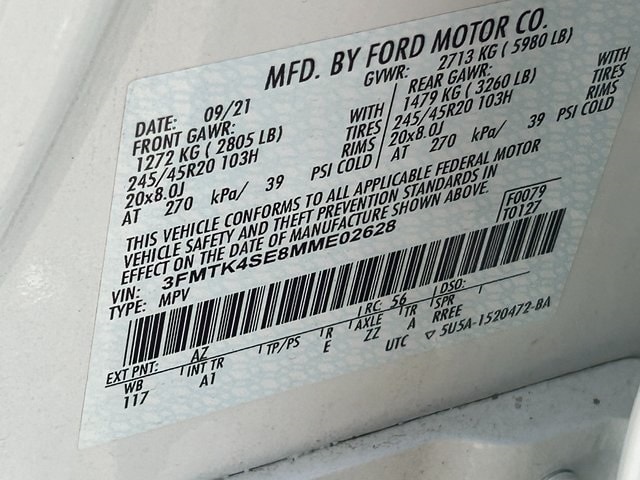 MFD. BY FORD MOTOR CO.
DATE: 09/21 GVWR: 2713 KG ( 5980 LB)
FRONT GAWR: WITH REAR GAWR: WITH
1272 KG ( 2805 LB) TIRES 1479 KG ( 3260 LB) TIRES
245/45R20 103H RIMS 245/45R20 103H RIMS
20x8.0J 20x8.0J
AT 270 kPa/ 39 PSI COLD AT 270 kPa/ 39 PSI COLD
THIS VEHICLE CONFORMS TO ALL APPLICABLE FEDERAL MOTOR
VEHICLE SAFETY AND THEFT PREVENTION STANDARDS IN
EFFECT ON THE DATE OF MANUFACTURE SHOWN ABOVE.
VIN: 3FMTK4SE8MME02628 F0079
TYPE: MPV T0127
EXT PNT: AZ RC: 56 DSO:
WB INT TR TP/PS R AXLE TR SPR
117 A1 E ZZ A RREE
UTC ▽ 5U5A-1520472-BA